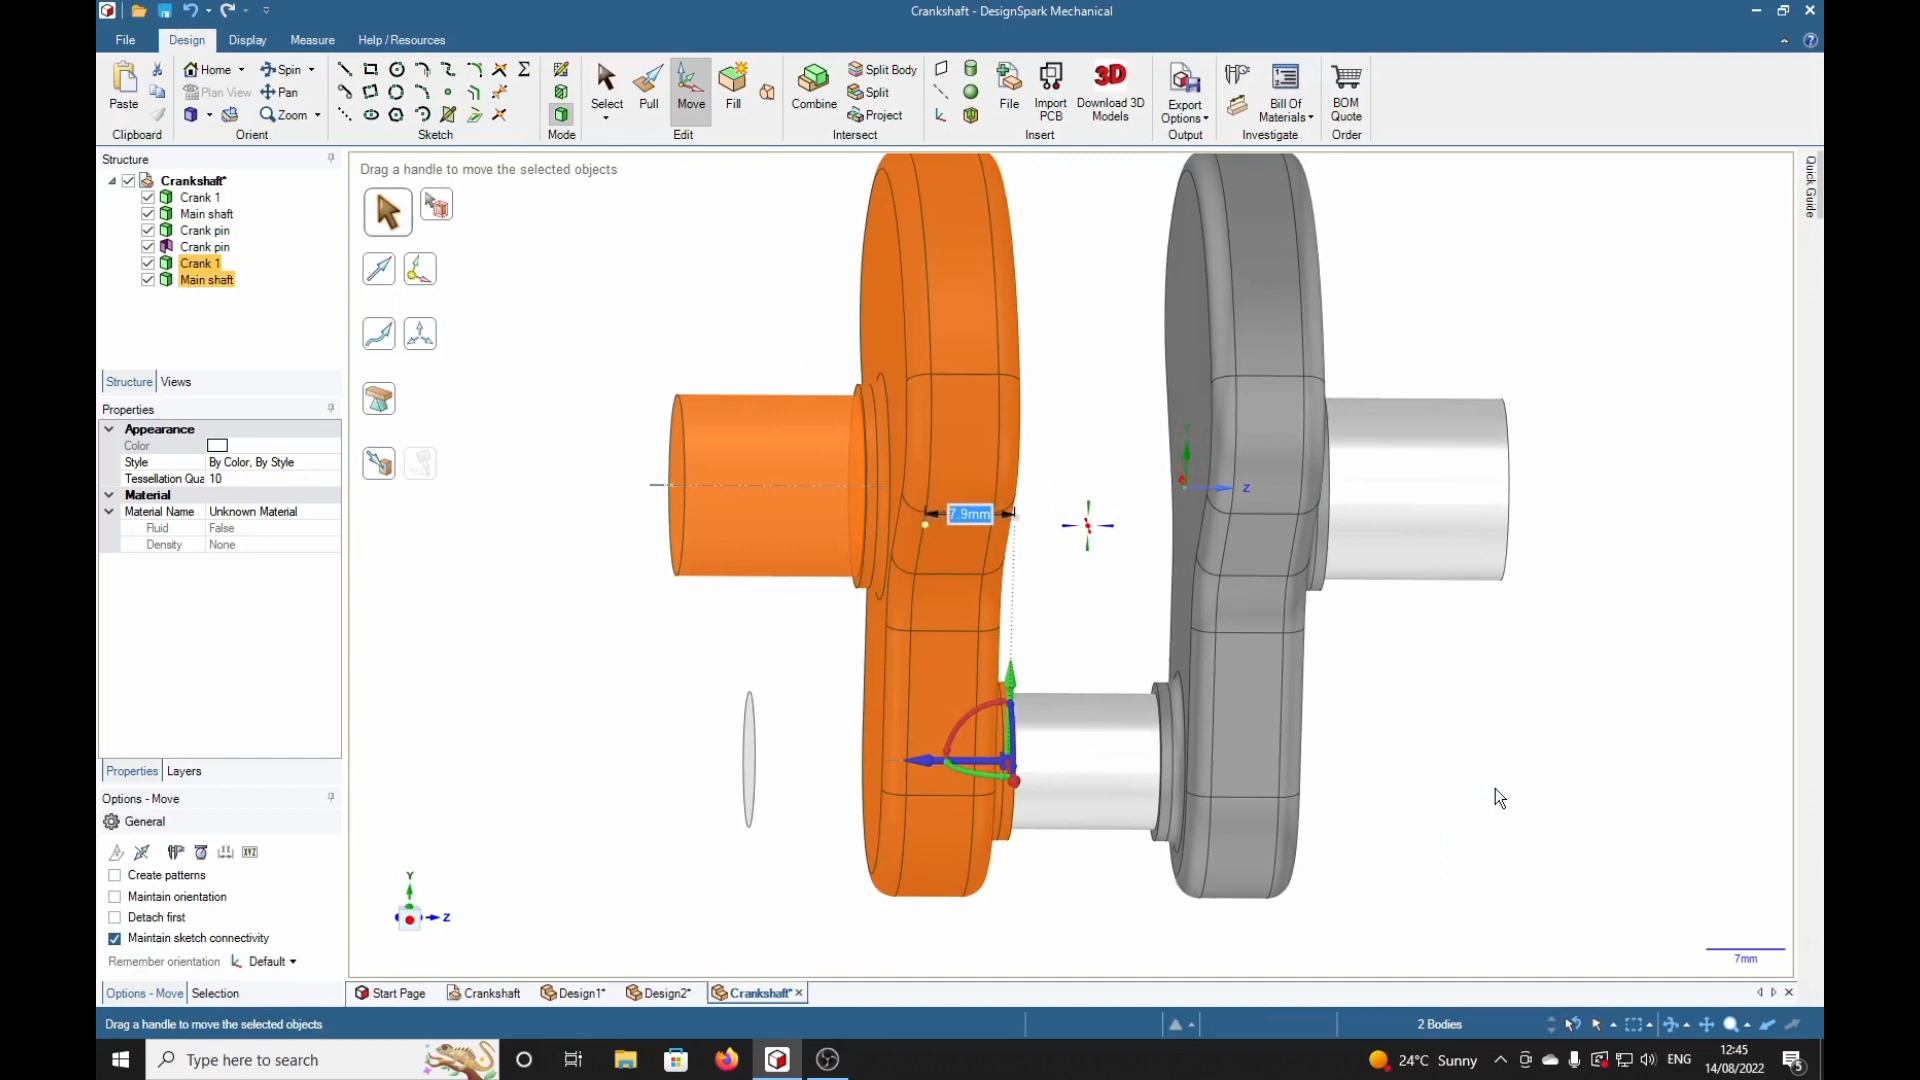 Crankshaft - DesignSpark Mechanical
File Design Display Measure Help / Resources
Paste
Clipboard
Home Spin
Plan View Pan
Zoom
Orient
Sketch
Mode
Select Pull Move Fill
Edit
Combine
Split Body
Split
Project
Intersect
File
Import PCB
3D
Download 3D Models
Insert
Export Options
Output
Bill Of Materials
Investigate
BOM Quote
Order
Structure
Crankshaft*
Crank 1
Main shaft
Crank pin
Crank pin
Crank 1
Main shaft
Structure Views
Properties
Appearance
Color
Style By Color, By Style
Tessellation Qua 10
Material
Material Name Unknown Material
Fluid False
Density None
Properties Layers
Options - Move
General
XYZ
Create patterns
Maintain orientation
Detach first
Maintain sketch connectivity
Remember orientation Default
Options - Move Selection
Drag a handle to move the selected objects
7.9mm
Y
Z
Y
Z
7mm
Quick Guide
Start Page Crankshaft Design1* Design2* Crankshaft*
Drag a handle to move the selected objects
2 Bodies
Type here to search
24°C Sunny
ENG
12:45
14/08/2022
5